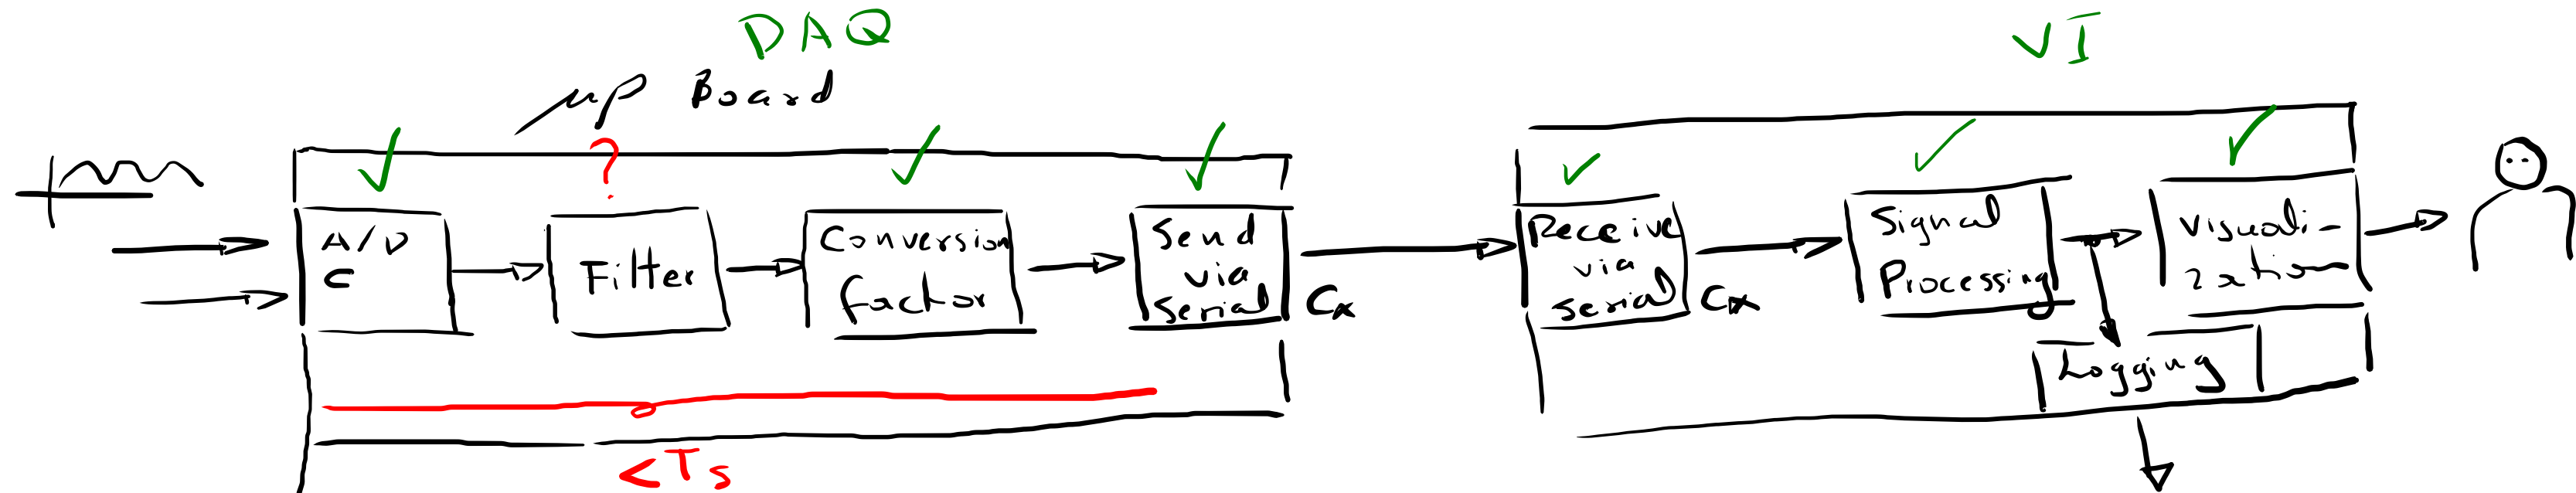 DAQ
VI
μp Board
?
A/D
C
Filter
Conversion
factor
Send
via
serial
Cx
Receive
via
serial
Cx
Signal
Processing
Visuali-
zation
Logging
<Ts